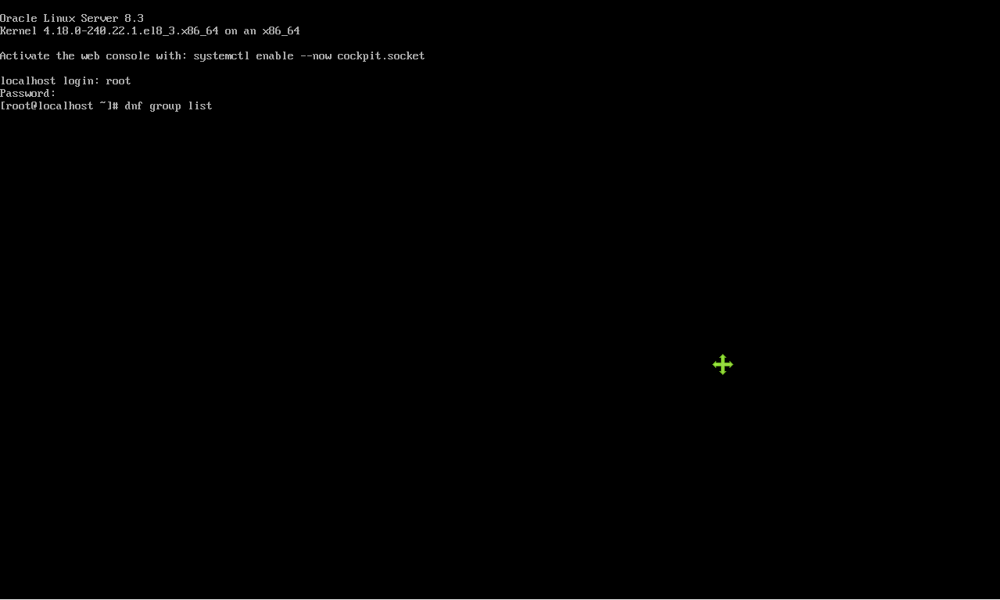 Oracle Linux Server 8.3
Kernel 4.18.0-240.22.1.el8_3.x86_64 on an x86_64
Activate the web console with: systemctl enable --now cockpit.socket
localhost login: root
Password:
[root@localhost ~]# dnf group list